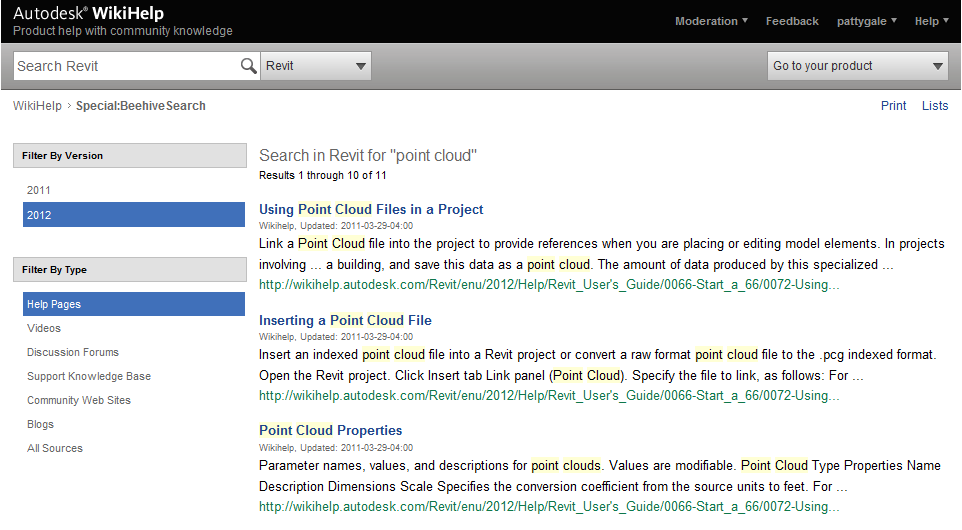 Autodesk® WikiHelp
Product help with community knowledge
Moderation Feedback pattygale Help
Search Revit Revit Go to your product
WikiHelp › Special:BeehiveSearch Print Lists
Filter By Version
2011
2012
Filter By Type
Help Pages
Videos
Discussion Forums
Support Knowledge Base
Community Web Sites
Blogs
All Sources
Search in Revit for "point cloud"
Results 1 through 10 of 11
Using Point Cloud Files in a Project
Wikihelp, Updated: 2011-03-29-04:00
Link a Point Cloud file into the project to provide references when you are placing or editing model elements. In projects
involving ... a building, and save this data as a point cloud. The amount of data produced by this specialized ...
http://wikihelp.autodesk.com/Revit/enu/2012/Help/Revit_User's_Guide/0066-Start_a_66/0072-Using...
Inserting a Point Cloud File
Wikihelp, Updated: 2011-03-29-04:00
Insert an indexed point cloud file into a Revit project or convert a raw format point cloud file to the .pcg indexed format.
Open the Revit project. Click Insert tab Link panel (Point Cloud). Specify the file to link, as follows: For ...
http://wikihelp.autodesk.com/Revit/enu/2012/Help/Revit_User's_Guide/0066-Start_a_66/0072-Using...
Point Cloud Properties
Wikihelp, Updated: 2011-03-29-04:00
Parameter names, values, and descriptions for point clouds. Values are modifiable. Point Cloud Type Properties Name
Description Dimensions Scale Specifies the conversion coefficient from the source units to feet. For ...
http://wikihelp.autodesk.com/Revit/enu/2012/Help/Revit_User's_Guide/0066-Start_a_66/0072-Using...